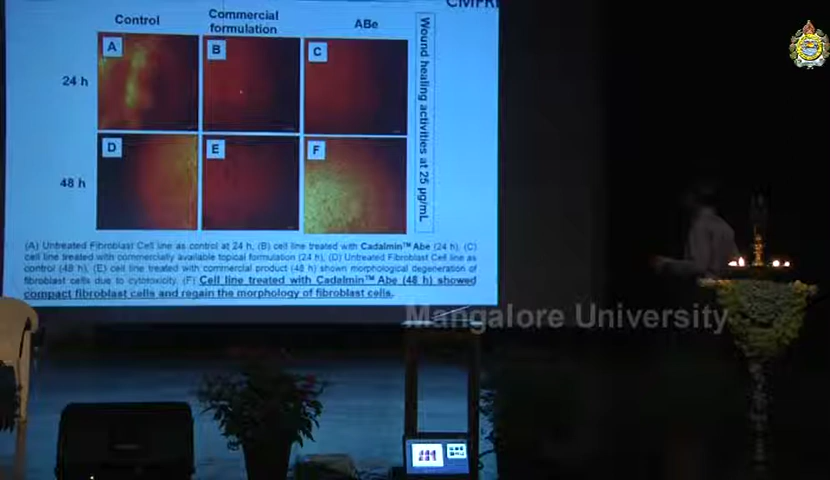 CMFRI
Control
Commercial
formulation
ABe
A
B
C
24 h
D
E
F
48 h
Wound healing activities at 25 µg/mL
(A) Untreated Fibroblast Cell line as control at 24 h, (B) cell line treated with Cadalmin™ Abe (24 h), (C)
cell line treated with commercially available topical formulation (24 h), (D) Untreated Fibroblast Cell line as
control (48 h), (E) cell line treated with commercial product (48 h) shown morphological degeneration of
fibroblast cells due to cytotoxicity. (F) Cell line treated with Cadalmin™ Abe (48 h) showed
compact fibroblast cells and regain the morphology of fibroblast cells.
Mangalore University